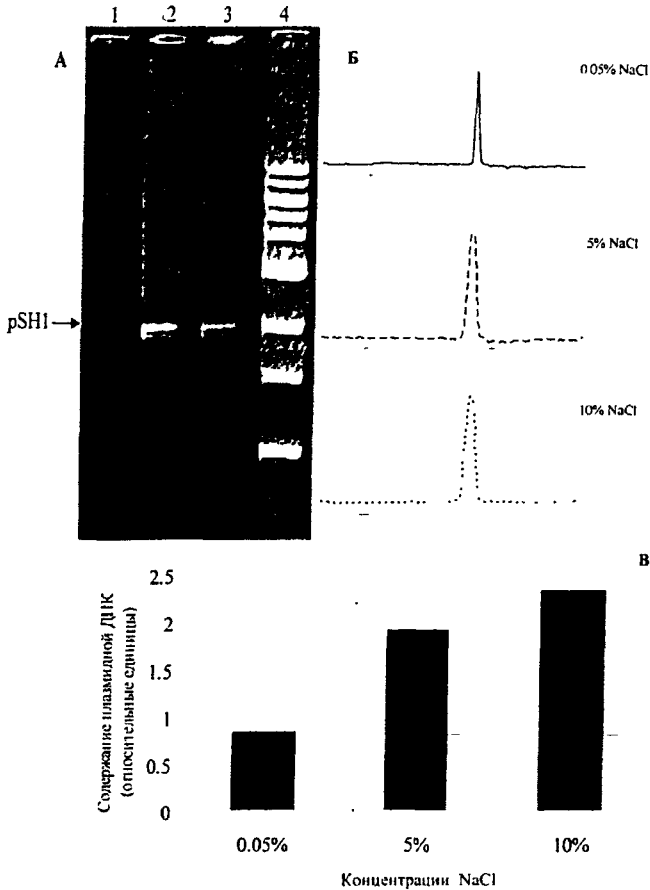 1 2 3 4
А
Б
0.05% NaCl
5% NaCl
pSH1
10% NaCl
В
Содержание плазмидной ДНК
(относительные единицы)
2.5
2
1.5
1
0.5
0
0.05% 5% 10%
Концентрации NaCl